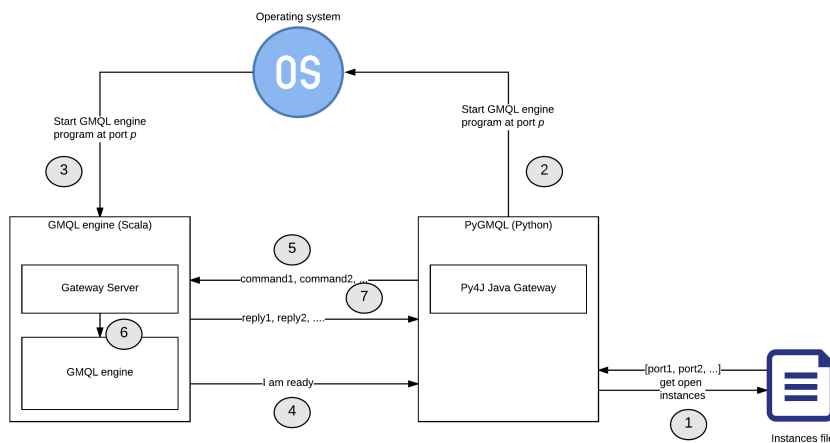 Operating system
OS
Start GMQL engine
program at port p
3
Start GMQL engine
program at port p
2
GMQL engine (Scala)
PyGMQL (Python)
5
command1, command2, ...
7
Gateway Server
Py4J Java Gateway
reply1, reply2, ....
6
GMQL engine
I am ready
4
[port1, port2, ...]
get open
instances
1
Instances file